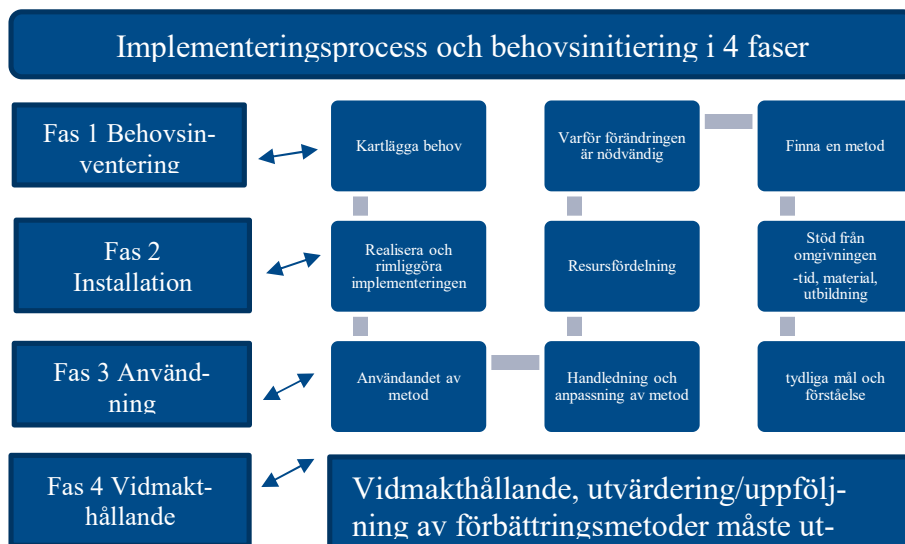 Implementeringsprocess och behovsinitiering i 4 faser
Fas 1 Behovsin-
ventering
Kartlägga behov
Varför förändringen
är nödvändig
Finna en metod
Fas 2
Installation
Realisera och
rimliggöra
implementeringen
Resursfördelning
Stöd från
omgivningen
-tid, material,
utbildning
Fas 3 Använd-
ning
Användandet av
metod
Handledning och
anpassning av metod
tydliga mål och
förståelse
Fas 4 Vidmakt-
hållande
Vidmakthållande, utvärdering/uppfölj-
ning av förbättringsmetoder måste ut-